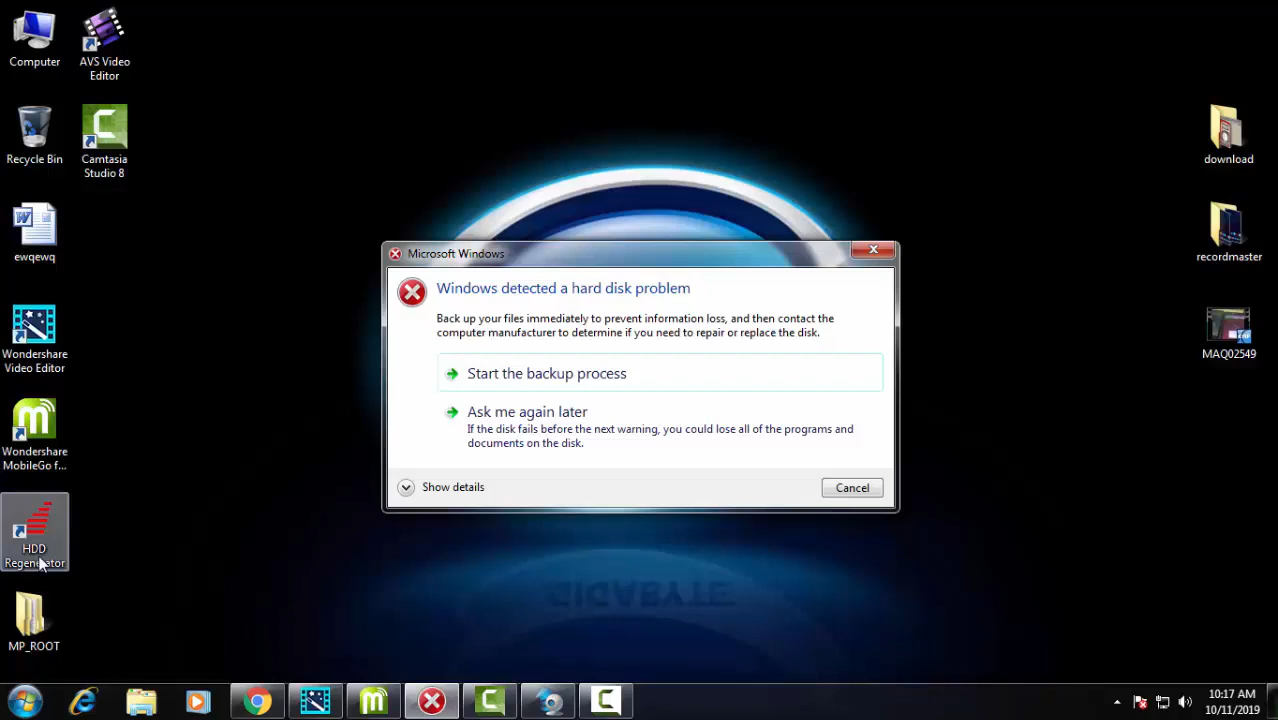 Computer
AVS Video
Editor
Recycle Bin
Camtasia
Studio 8
ewqewq
Wondershare
Video Editor
Wondershare
MobileGo f...
HDD
Regenerator
MP_ROOT
download
recordmaster
MAQ02549
Microsoft Windows
Windows detected a hard disk problem
Back up your files immediately to prevent information loss, and then contact the
computer manufacturer to determine if you need to repair or replace the disk.
Start the backup process
Ask me again later
If the disk fails before the next warning, you could lose all of the programs and
documents on the disk.
Show details
Cancel
GIGABYTE
10:17 AM
10/11/2019